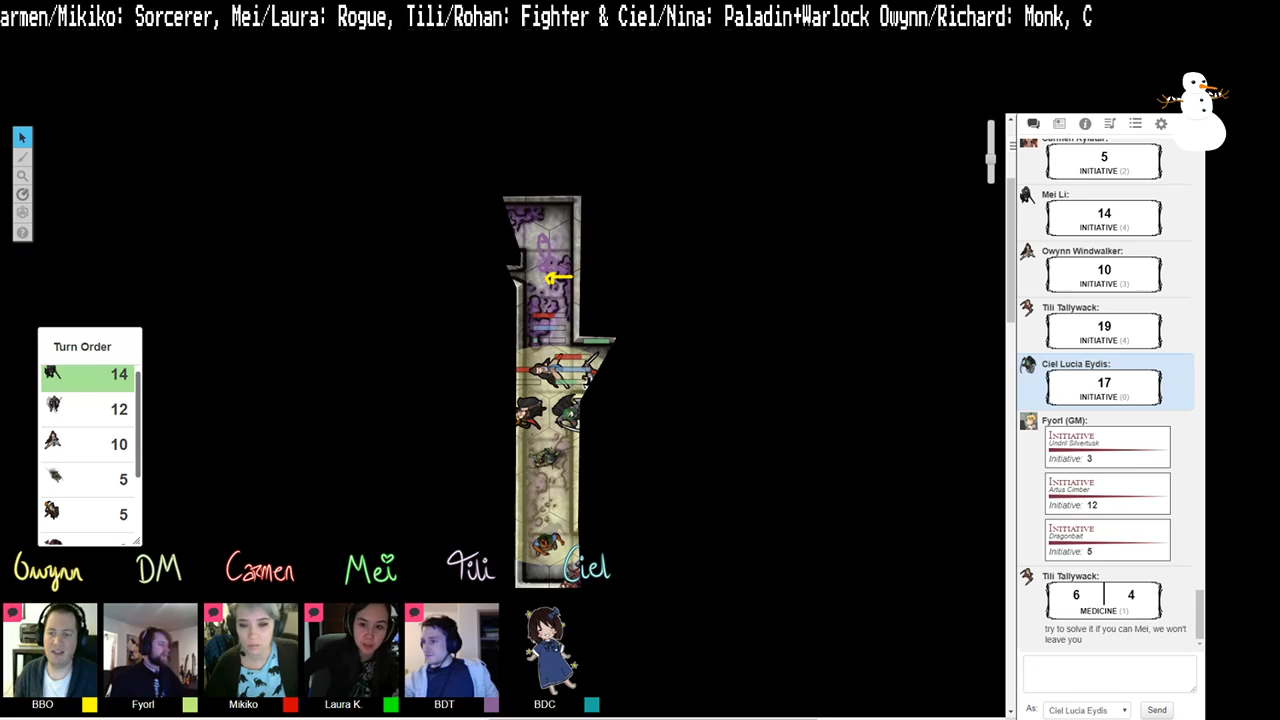 armen/Mikiko: Sorcerer, Mei/Laura: Rogue, Tili/Rohan: Fighter & Ciel/Nina: Paladin+Warlock Owynn/Richard: Monk, C
5
INITIATIVE (2)
Mei Li:
14
INITIATIVE (4)
Owynn Windwalker:
10
INITIATIVE (3)
Tili Tallywack:
19
INITIATIVE (4)
Ciel Lucia Eydis:
17
INITIATIVE (0)
Fyorl (GM):
INITIATIVE
Undril Silvertusk
Initiative: 3
INITIATIVE
Artus Cimber
Initiative: 12
INITIATIVE
Dragonbait
Initiative: 5
Tili Tallywack:
6 4
MEDICINE (1)
try to solve it if you can Mei, we won't
leave you
As: Ciel Lucia Eydis Send
Turn Order
14
12
10
5
5
Owynn DM Carmen Mei Tili Ciel
BBO Fyorl Mikiko Laura K. BDT BDC